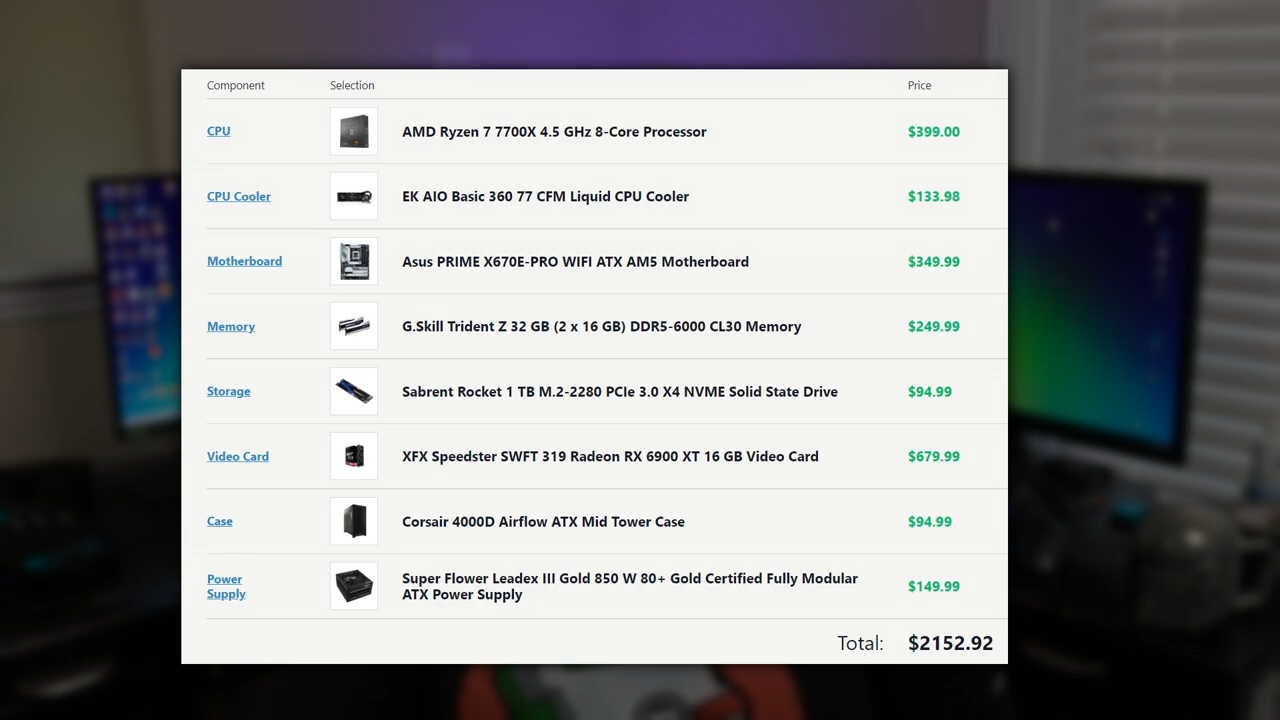 Component Selection Price
CPU AMD Ryzen 7 7700X 4.5 GHz 8-Core Processor $399.00
CPU Cooler EK AIO Basic 360 77 CFM Liquid CPU Cooler $133.98
Motherboard Asus PRIME X670E-PRO WIFI ATX AM5 Motherboard $349.99
Memory G.Skill Trident Z 32 GB (2 x 16 GB) DDR5-6000 CL30 Memory $249.99
Storage Sabrent Rocket 1 TB M.2-2280 PCIe 3.0 X4 NVME Solid State Drive $94.99
Video Card XFX Speedster SWFT 319 Radeon RX 6900 XT 16 GB Video Card $679.99
Case Corsair 4000D Airflow ATX Mid Tower Case $94.99
Power Supply Super Flower Leadex III Gold 850 W 80+ Gold Certified Fully Modular
ATX Power Supply $149.99
Total: $2152.92